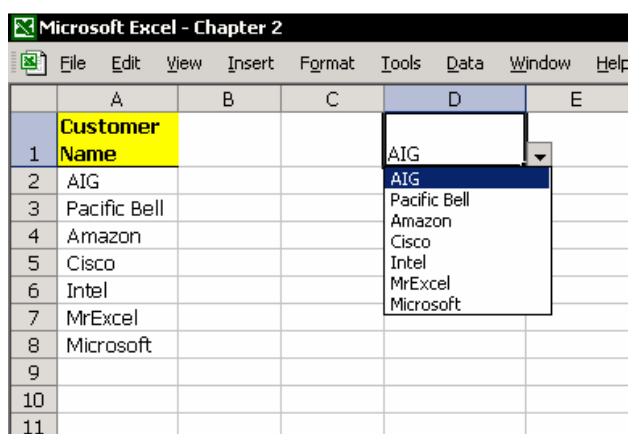 Microsoft Excel - Chapter 2
File Edit View Insert Format Tools Data Window Help
A B C D E
Customer
1 Name AIG
2 AIG AIG
3 Pacific Bell Pacific Bell
4 Amazon Amazon
5 Cisco Cisco
6 Intel Intel
7 MrExcel MrExcel
8 Microsoft Microsoft
9
10
11